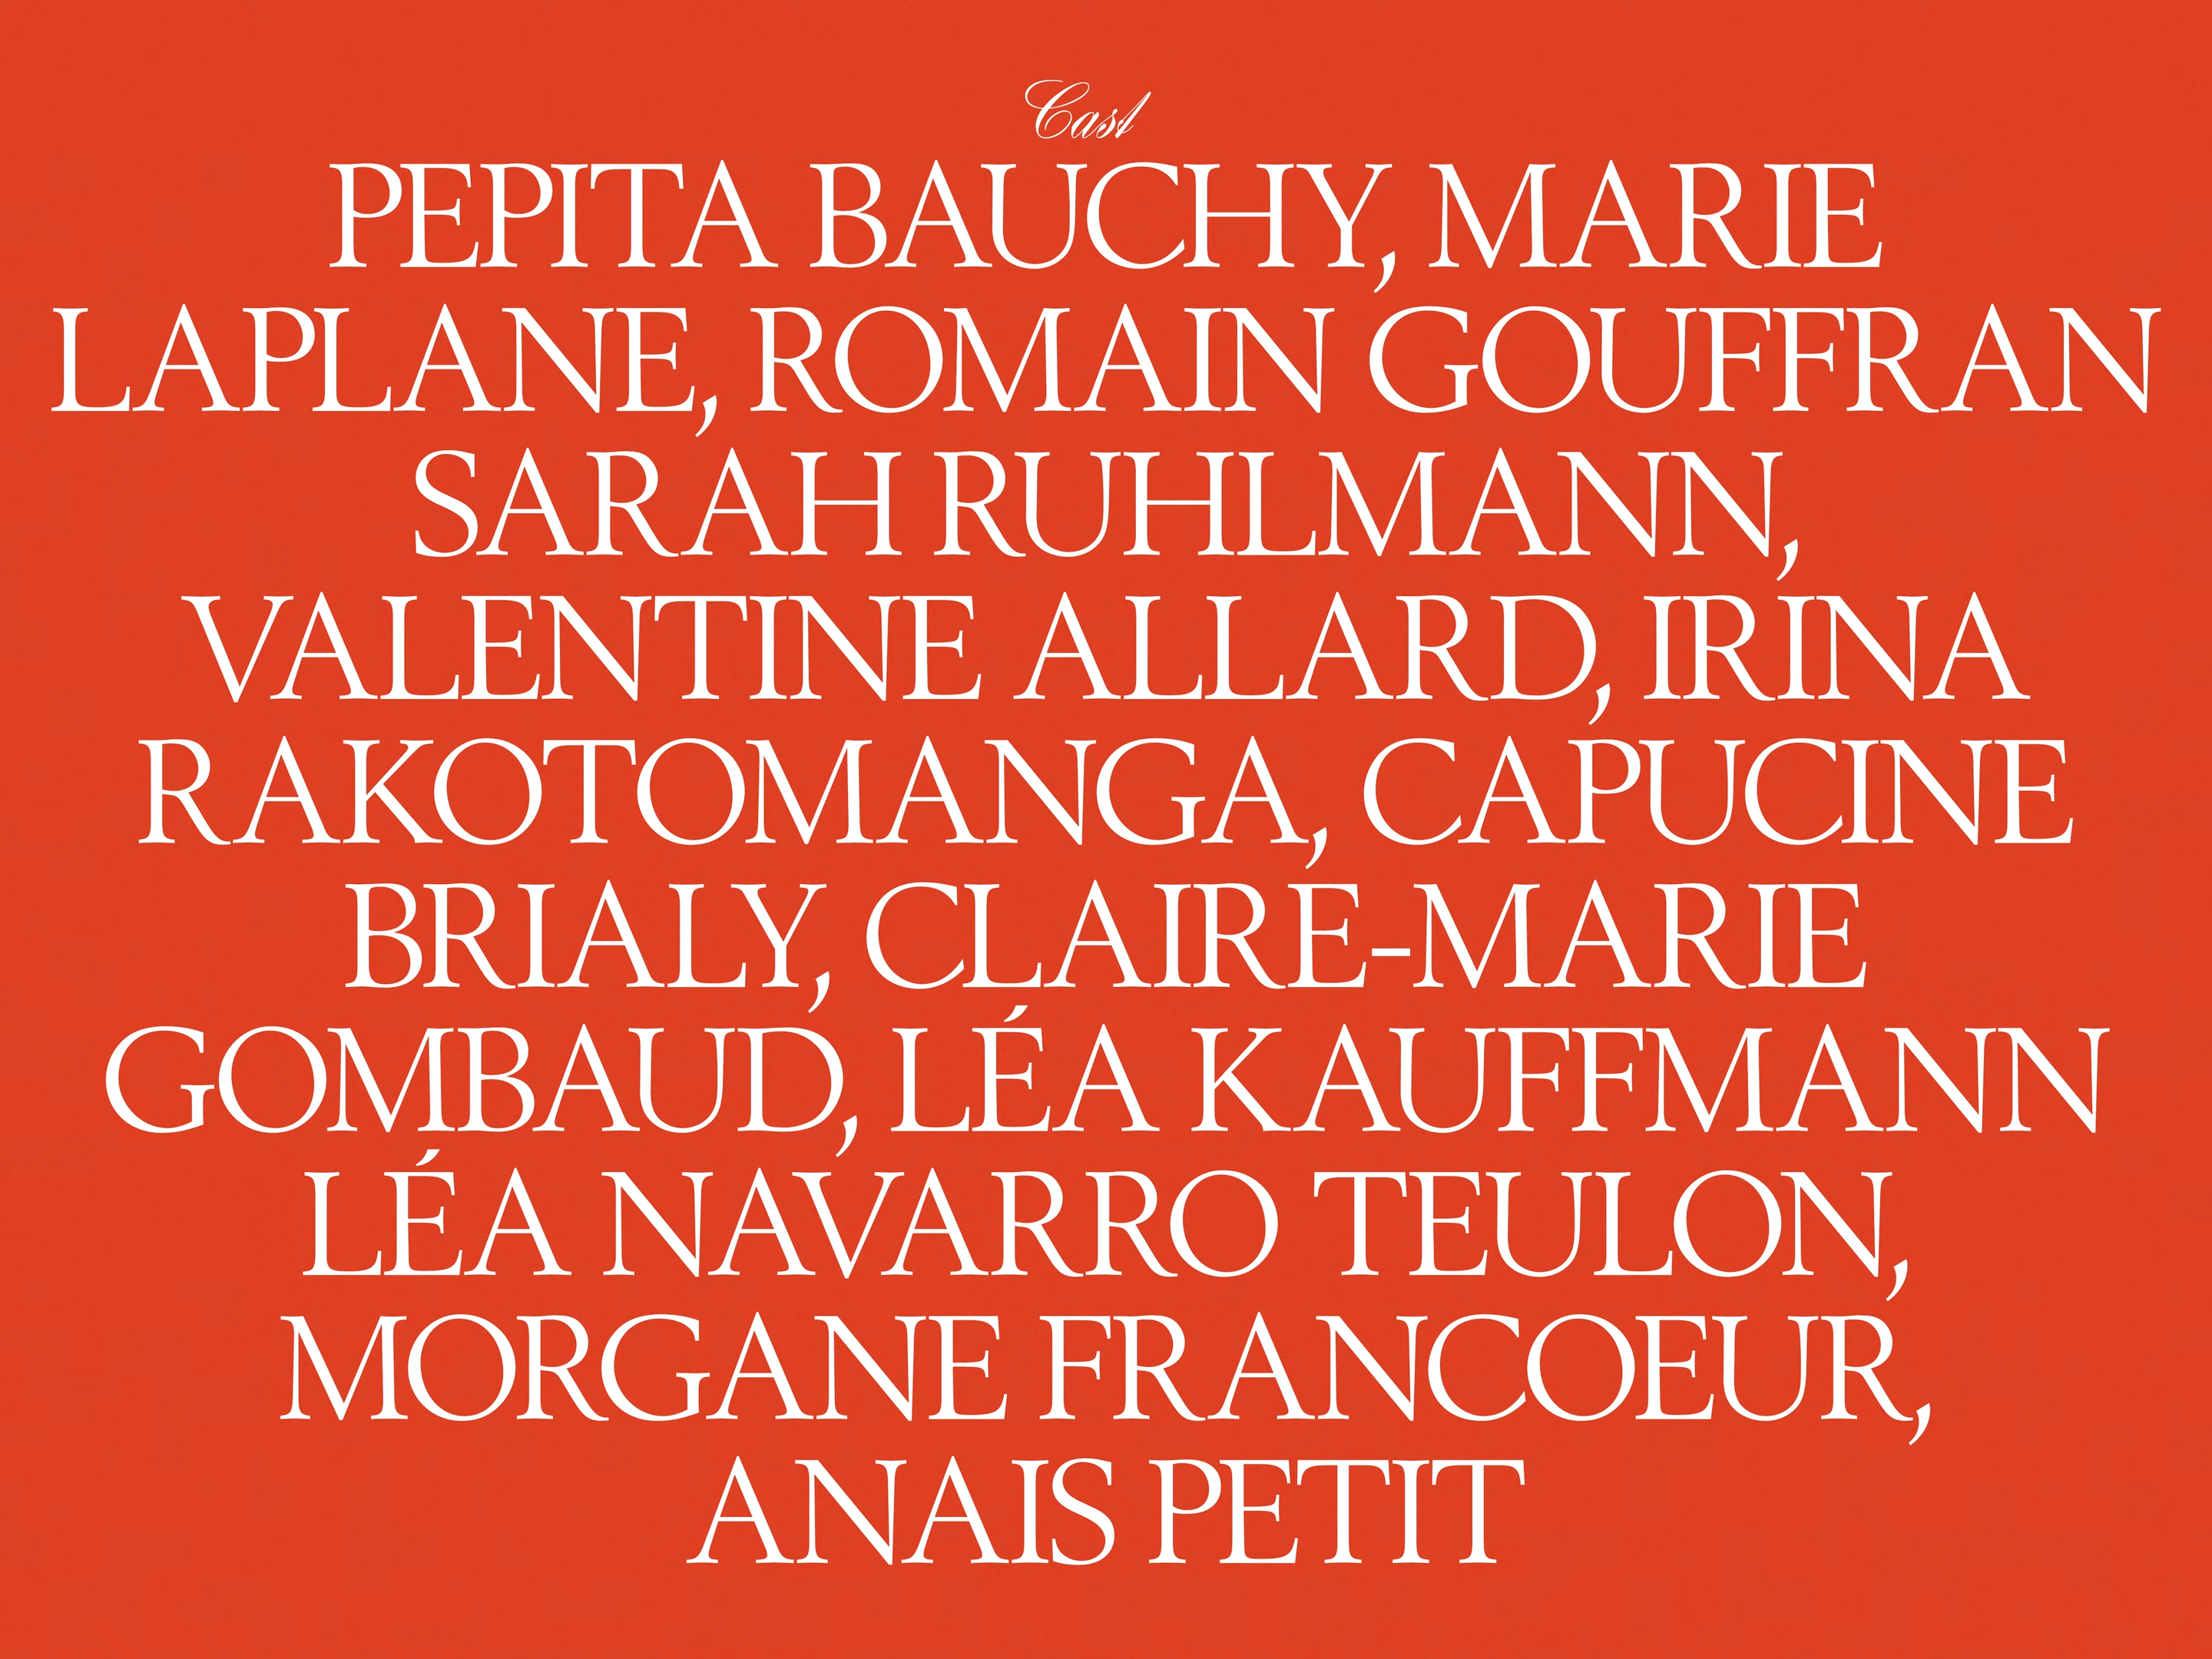 Cast
PEPITA BAUCHY, MARIE
LAPLANE, ROMAIN GOUFFRAN
SARAH RUHLMANN,
VALENTINE ALLARD, IRINA
RAKOTOMANGA, CAPUCINE
BRIALY, CLAIRE-MARIE
GOMBAUD, LÉA KAUFFMANN
LÉA NAVARRO TEULON,
MORGANE FRANCOEUR,
ANAIS PETIT